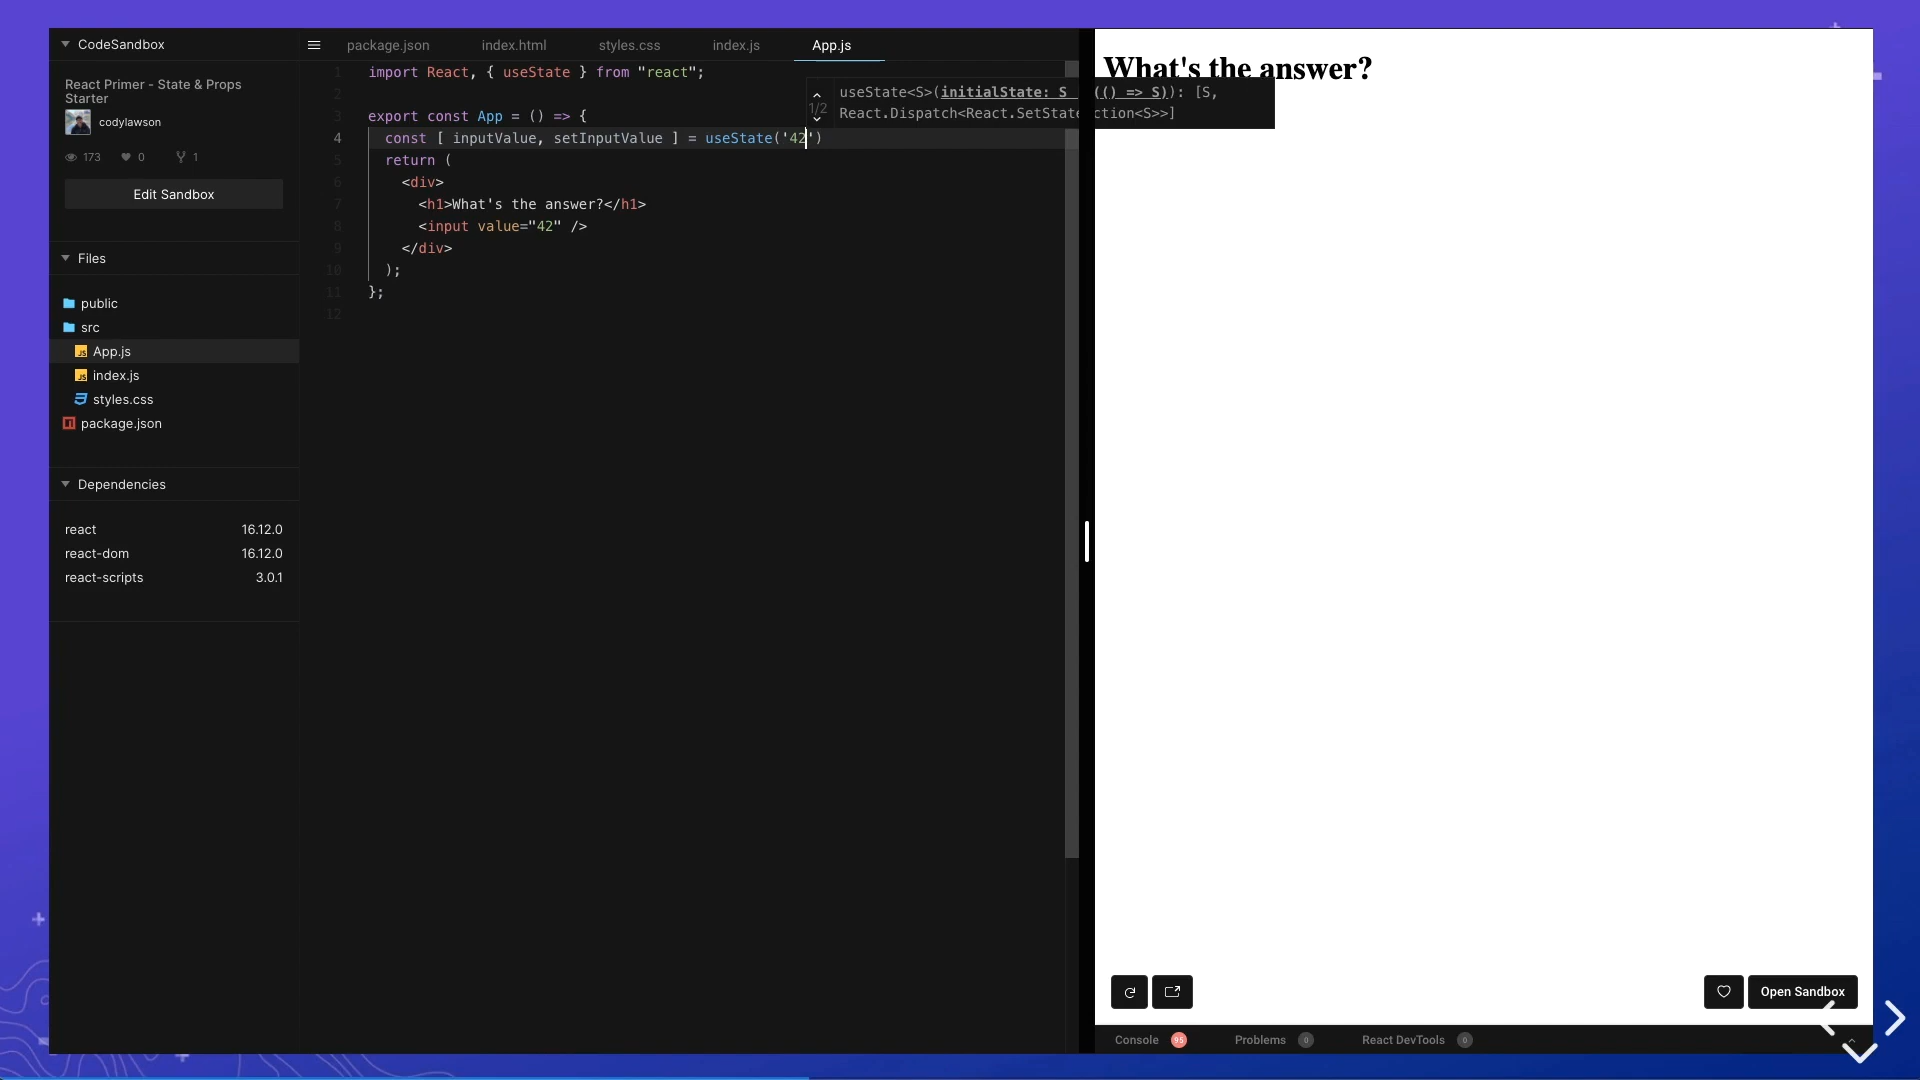 CodeSandbox
React Primer - State & Props
Starter
codylawson
173 0 1
Edit Sandbox
Files
public
src
App.js
index.js
styles.css
package.json
Dependencies
react 16.12.0
react-dom 16.12.0
react-scripts 3.0.1
package.json index.html styles.css index.js App.js
1 import React, { useState } from "react";
2
3 export const App = () => {
4 const [ inputValue, setInputValue ] = useState('42')
5 return (
6 <div>
7 <h1>What's the answer?</h1>
8 <input value="42" />
9 </div>
10 );
11 };
12
1/2
useState<S>(initialState: S (() => S)): [S,
React.Dispatch<React.SetStateAction<S>>]
What's the answer?
Open Sandbox
Console 95 Problems 0 React DevTools 0